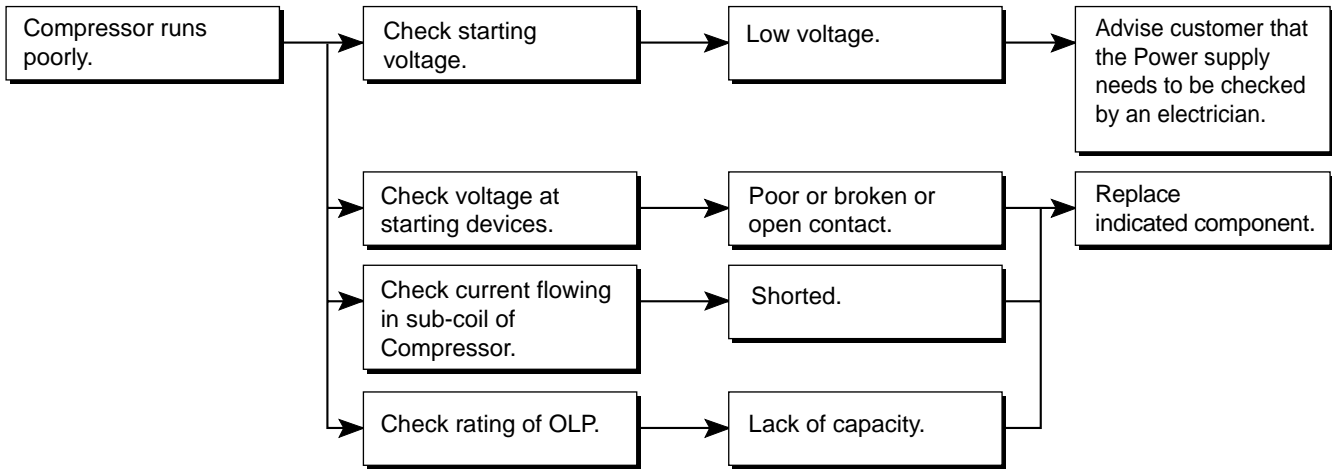 Compressor runs
poorly.
Check starting
voltage.
Low voltage.
Advise customer that
the Power supply
needs to be checked
by an electrician.
Check voltage at
starting devices.
Poor or broken or
open contact.
Replace
indicated component.
Check current flowing
in sub-coil of
Compressor.
Shorted.
Check rating of OLP.
Lack of capacity.